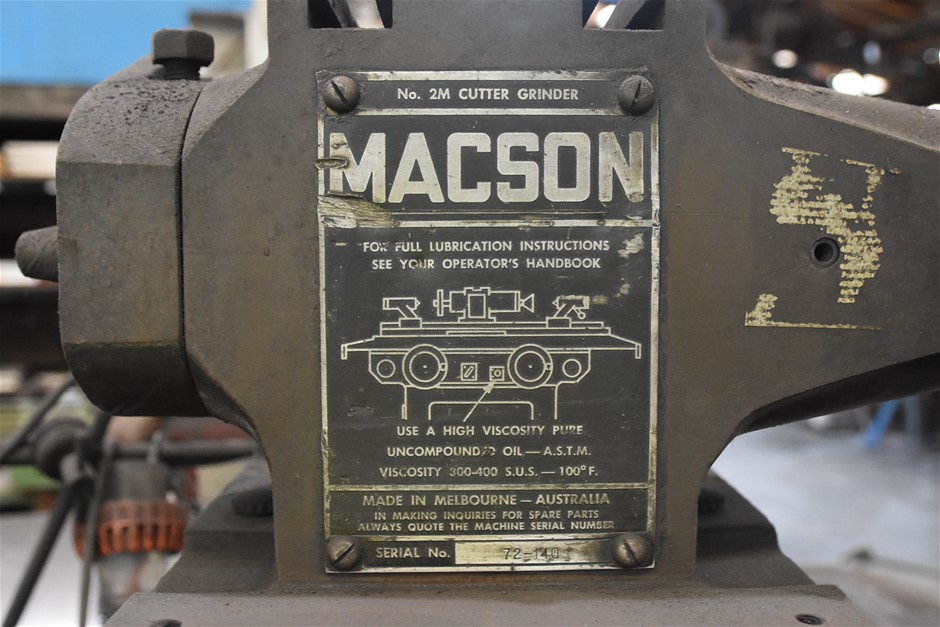 No. 2M CUTTER GRINDER
MACSON
FOR FULL LUBRICATION INSTRUCTIONS
SEE YOUR OPERATOR'S HANDBOOK
USE A HIGH VISCOSITY PURE
UNCOMPOUNDED OIL — A.S.T.M.
VISCOSITY 300-400 S.U.S. — 100° F.
MADE IN MELBOURNE — AUSTRALIA
IN MAKING INQUIRIES FOR SPARE PARTS
ALWAYS QUOTE THE MACHINE SERIAL NUMBER
SERIAL No.